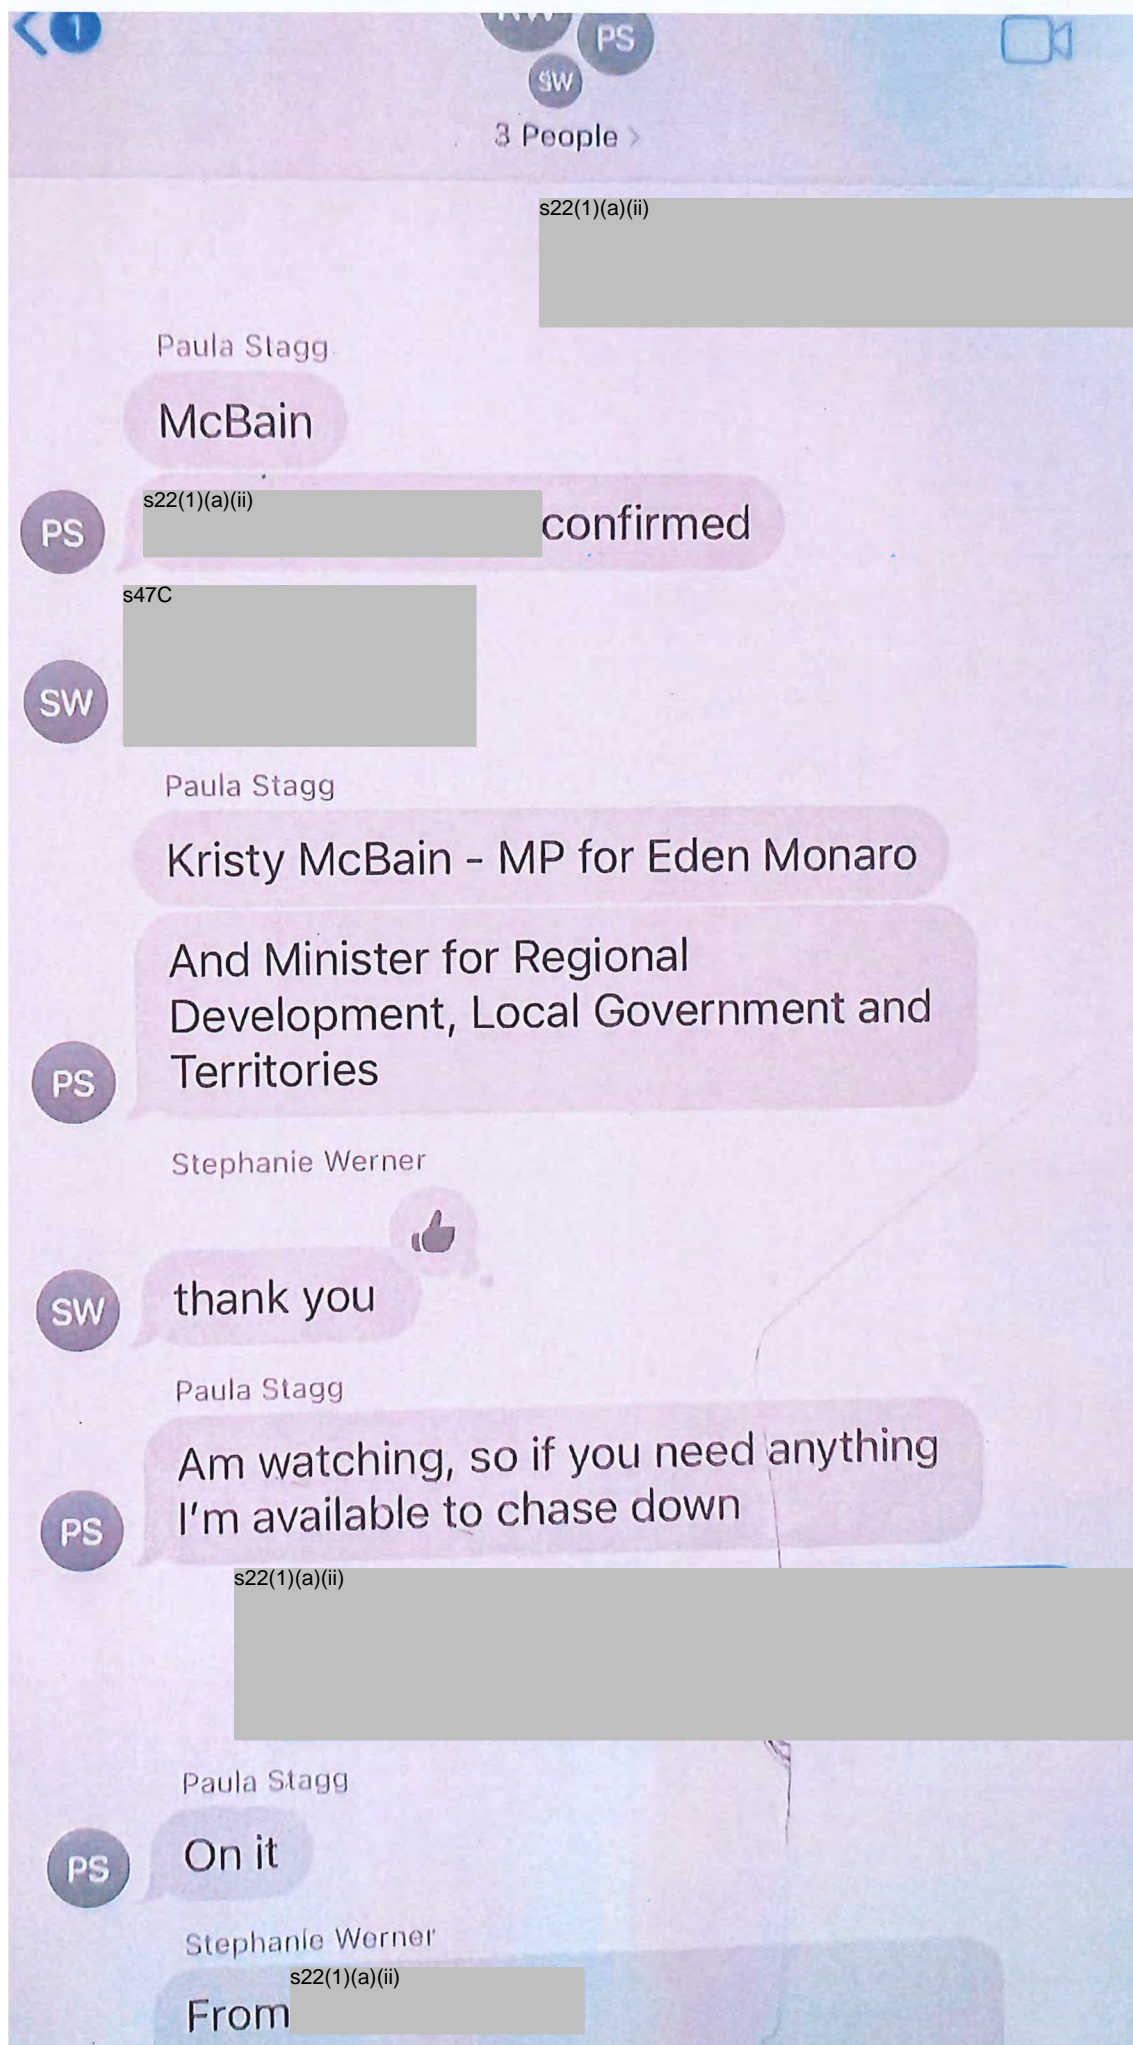 1
PS
SW
3 People >
s22(1)(a)(ii)
Paula Stagg
McBain
s22(1)(a)(ii)
confirmed
PS
s47C
SW
Paula Stagg
Kristy McBain - MP for Eden Monaro
And Minister for Regional
Development, Local Government and
Territories
PS
Stephanie Werner
thank you
SW
Paula Stagg
Am watching, so if you need anything
I'm available to chase down
PS
s22(1)(a)(ii)
Paula Stagg
On it
PS
Stephanie Werner
s22(1)(a)(ii)
From